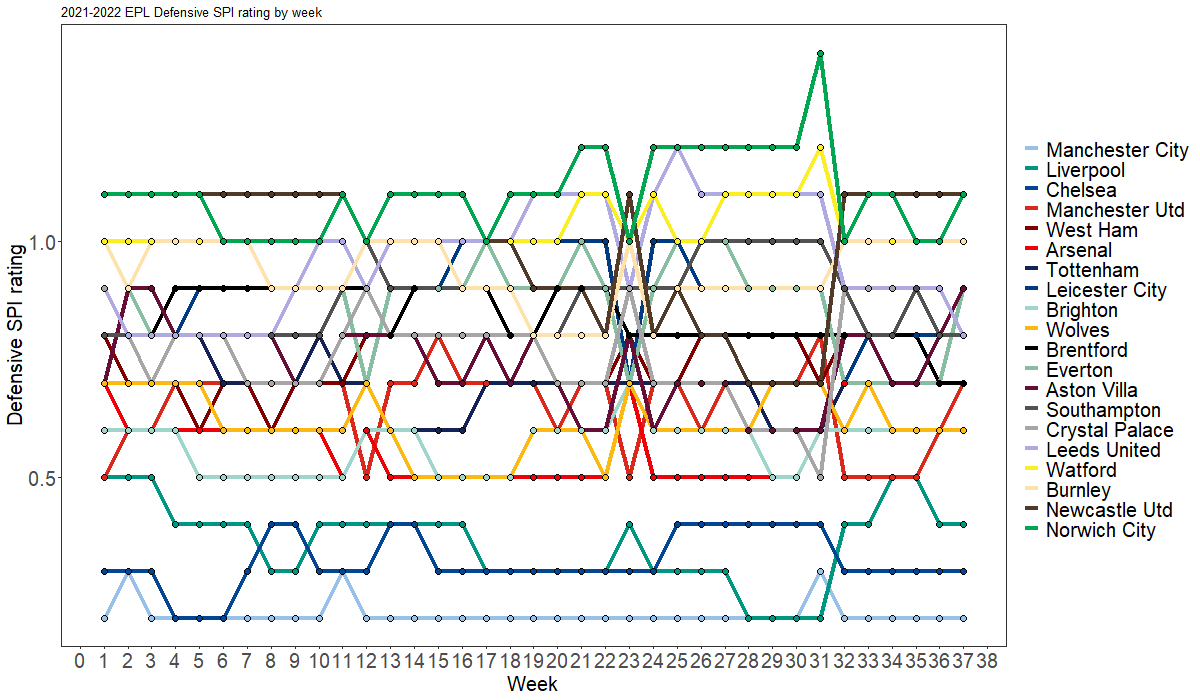 2021-2022 EPL Defensive SPI rating by week
Defensive SPI rating
1.0
0.5
0 1 2 3 4 5 6 7 8 9 10 11 12 13 14 15 16 17 18 19 20 21 22 23 24 25 26 27 28 29 30 31 32 33 34 35 36 37 38
Week
Manchester City
Liverpool
Chelsea
Manchester Utd
West Ham
Arsenal
Tottenham
Leicester City
Brighton
Wolves
Brentford
Everton
Aston Villa
Southampton
Crystal Palace
Leeds United
Watford
Burnley
Newcastle Utd
Norwich City